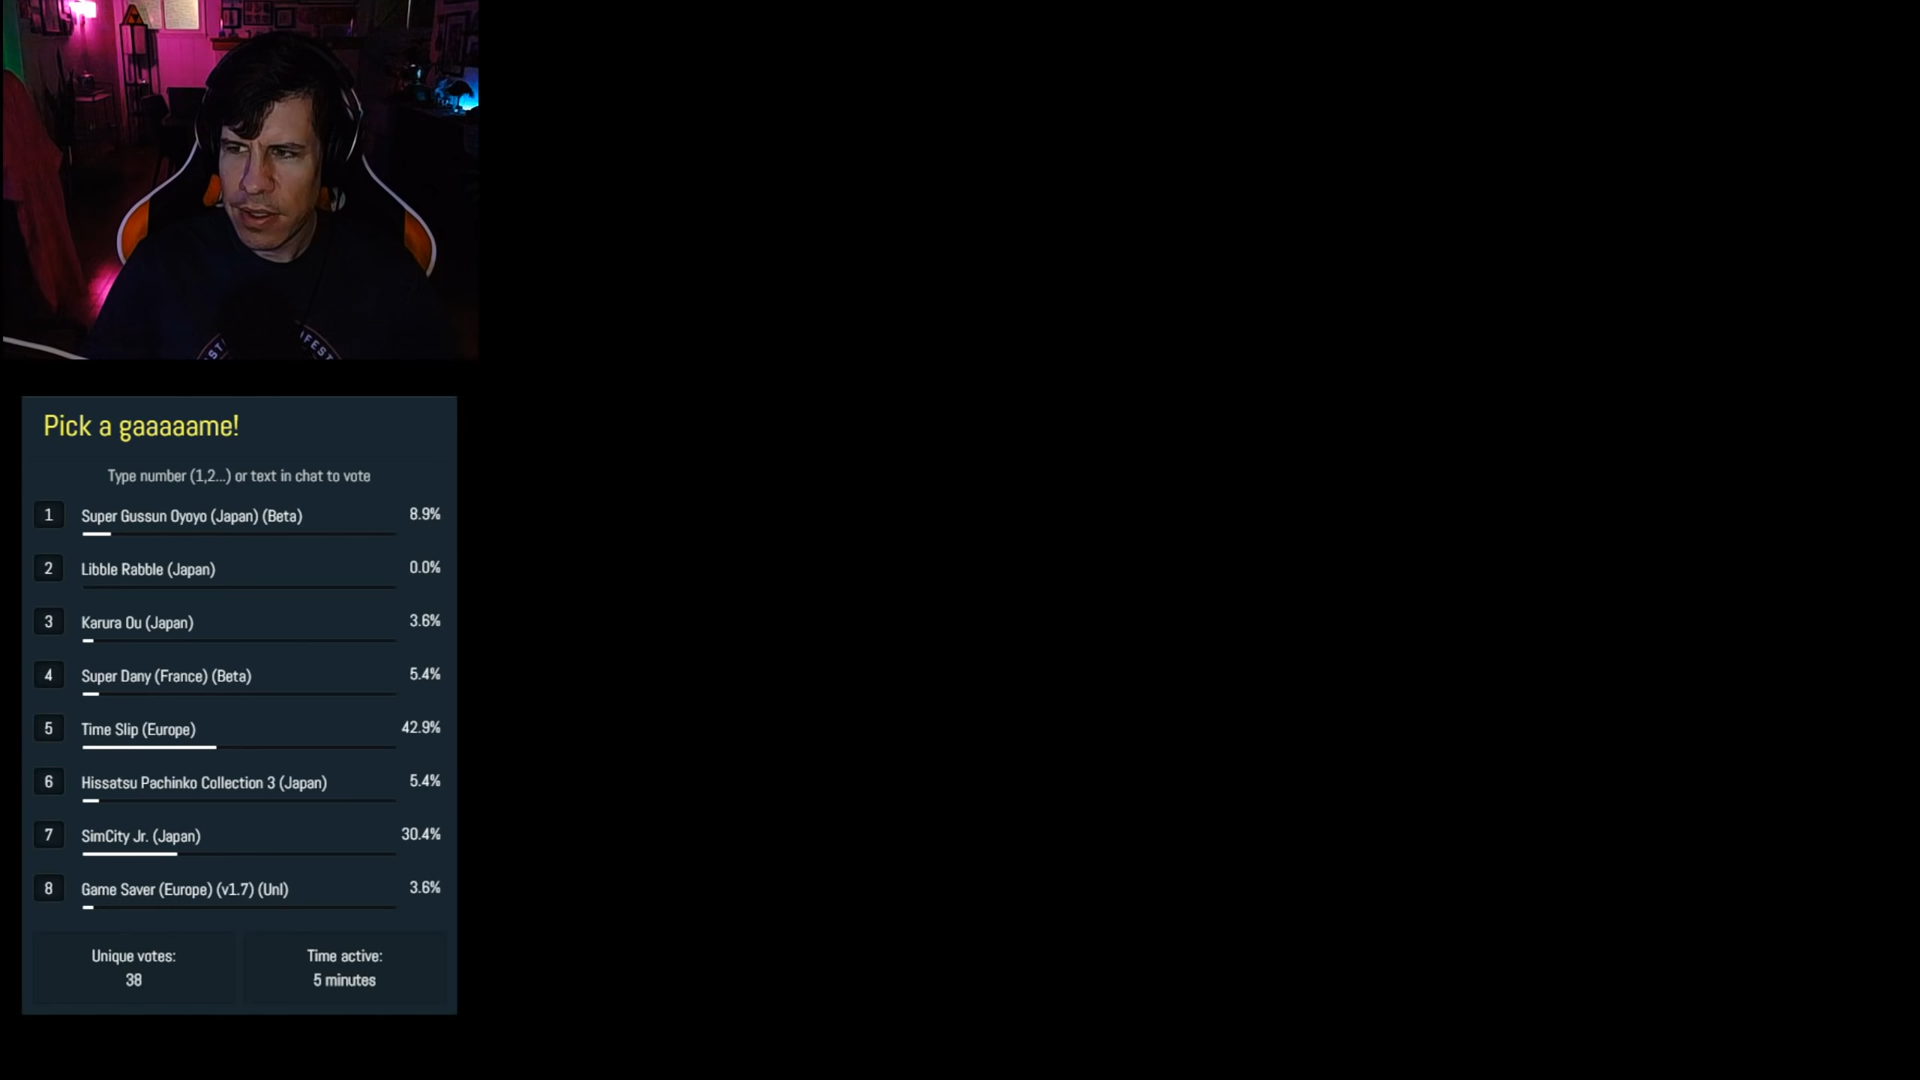 Pick a gaaaaame!
Type number (1,2...) or text in chat to vote
1 Super Gussun Oyoyo (Japan) (Beta) 8.9%
2 Libble Rabble (Japan) 0.0%
3 Karura Ou (Japan) 3.6%
4 Super Dany (France) (Beta) 5.4%
5 Time Slip (Europe) 42.9%
6 Hissatsu Pachinko Collection 3 (Japan) 5.4%
7 SimCity Jr. (Japan) 30.4%
8 Game Saver (Europe) (v1.7) (Unl) 3.6%
Unique votes: Time active:
38 5 minutes